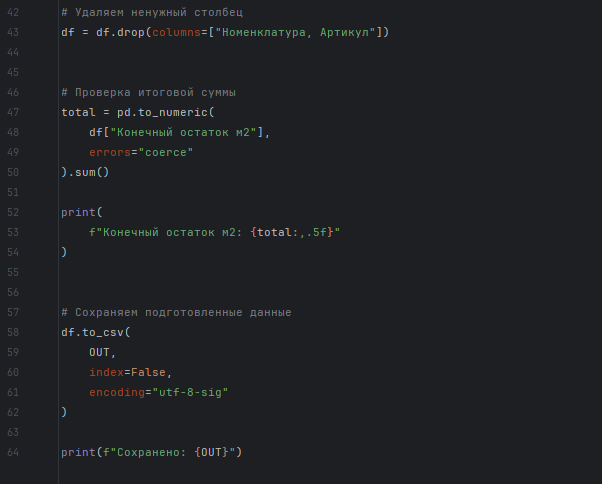 42 # Удаляем ненужный столбец
43 df = df.drop(columns=["Номенклатура, Артикул"])
44
45
46 # Проверка итоговой суммы
47 total = pd.to_numeric(
48     df["Конечный остаток м2"],
49     errors="coerce"
50 ).sum()
51
52 print(
53     f"Конечный остаток м2: {total:,.5f}"
54 )
55
56
57 # Сохраняем подготовленные данные
58 df.to_csv(
59     OUT,
60     index=False,
61     encoding="utf-8-sig"
62 )
63
64 print(f"Сохранено: {OUT}")